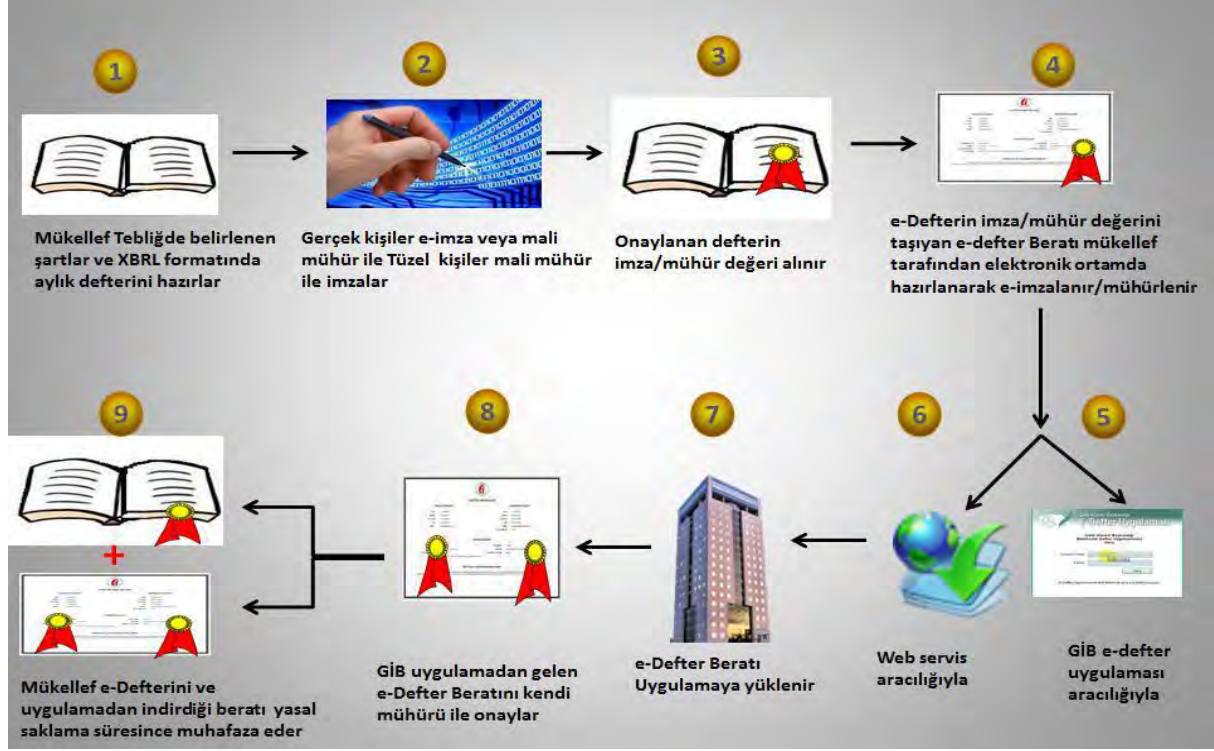 1
Mükellef Tebliğde belirlenen
şartlar ve XBRL formatında
aylık defterini hazırlar
2
Gerçek kişiler e-imza veya mali
mühür ile Tüzel kişiler mali mühür
ile imzalar
3
Onaylanan defterin
imza/mühür değeri alınır
4
e-Defterin imza/mühür değerini
taşıyan e-defter Beratı mükellef
tarafından elektronik ortamda
hazırlanarak e-imzalanır/mühürlenir
5
e-Defter Uygulaması
GİB e-defter
uygulaması
aracılığıyla
6
Web servis
aracılığıyla
7
e-Defter Beratı
Uygulamaya yüklenir
8
GİB uygulamadan gelen
e-Defter Beratını kendi
mühürü ile onaylar
9
+
Mükellef e-Defterini ve
uygulamadan indirdiği beratı yasal
saklama süresince muhafaza eder